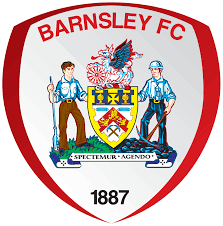 BARNSLEY FC
SPECTEMUR · AGENDO
1887